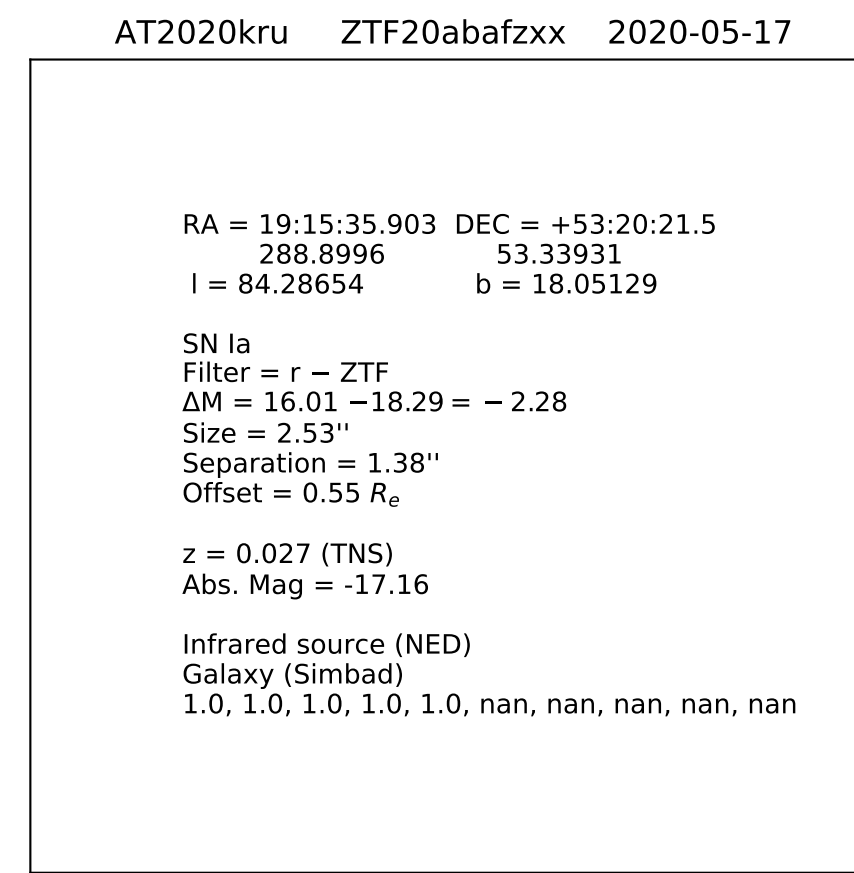 AT2020kru ZTF20abafzxx 2020-05-17
RA = 19:15:35.903 DEC = +53:20:21.5
288.8996 53.33931
l = 84.28654 b = 18.05129
SN Ia
Filter = r − ZTF
ΔM = 16.01 −18.29 = − 2.28
Size = 2.53''
Separation = 1.38''
Offset = 0.55 Re
z = 0.027 (TNS)
Abs. Mag = -17.16
Infrared source (NED)
Galaxy (Simbad)
1.0, 1.0, 1.0, 1.0, 1.0, nan, nan, nan, nan, nan